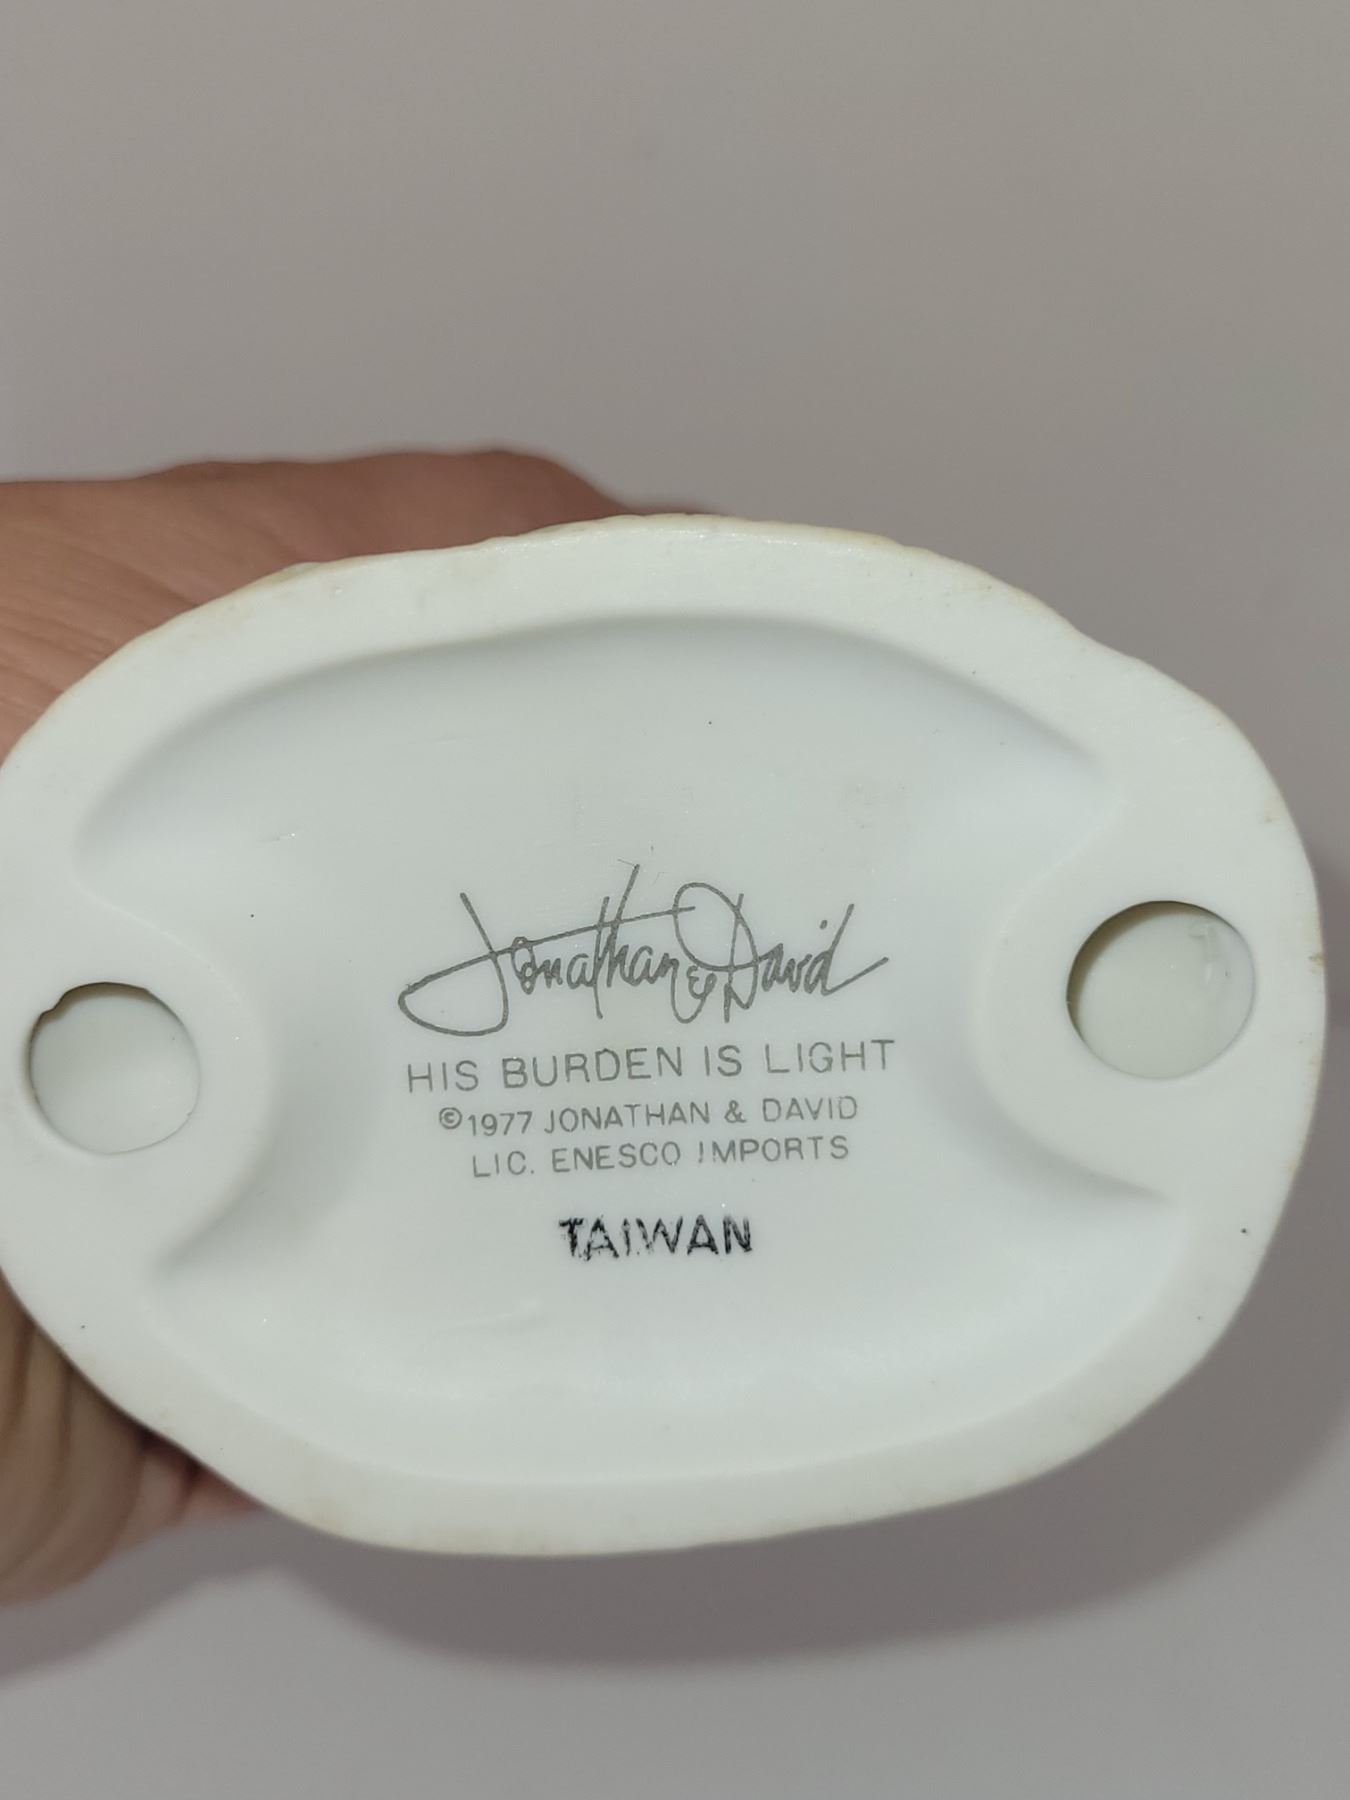 Jonathan & David
HIS BURDEN IS LIGHT
©1977 JONATHAN & DAVID
LIC. ENESCO IMPORTS
TAIWAN